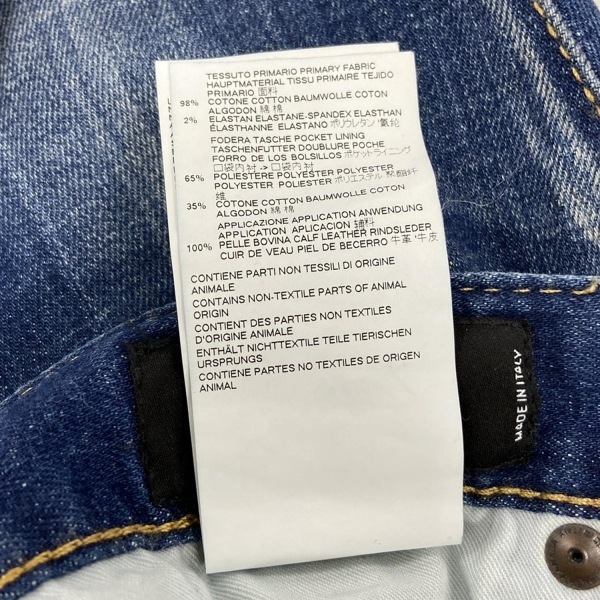 TESSUTO PRIMARIO PRIMARY FABRIC
HAUPTMATERIAL TISSU PRIMAIRE TEJIDO
PRIMARIO 面料
98% COTONE COTTON BAUMWOLLE COTON
ALGODON 綿 棉
2% ELASTAN ELASTANE-SPANDEX ELASTHAN
ÉLASTHANNE ELASTANO ポリウレタン '氨纶
FODERA TASCHE POCKET LINING
TASCHENFUTTER DOUBLURE POCHE
FORRO DE LOS BOLSILLOS ポケットライニング
口袋内衬 -> 口袋内衬
65% POLIESTERE POLYESTER POLYESTER
POLYESTER POLIESTER ポリエステル 聚酯纤
维
35% COTONE COTTON BAUMWOLLE COTON
ALGODON 綿 棉
APPLICAZIONE APPLICATION ANWENDUNG
APPLICATION APLICACION 辅料
100% PELLE BOVINA CALF LEATHER RINDSLEDER
CUIR DE VEAU PIEL DE BECERRO 牛革 '牛皮
CONTIENE PARTI NON TESSILI DI ORIGINE
ANIMALE
CONTAINS NON-TEXTILE PARTS OF ANIMAL
ORIGIN
CONTIENT DES PARTIES NON TEXTILES
D'ORIGINE ANIMALE
ENTHÄLT NICHTTEXTILE TEILE TIERISCHEN
URSPRUNGS
CONTIENE PARTES NO TEXTILES DE ORIGEN
ANIMAL
MADE IN ITALY